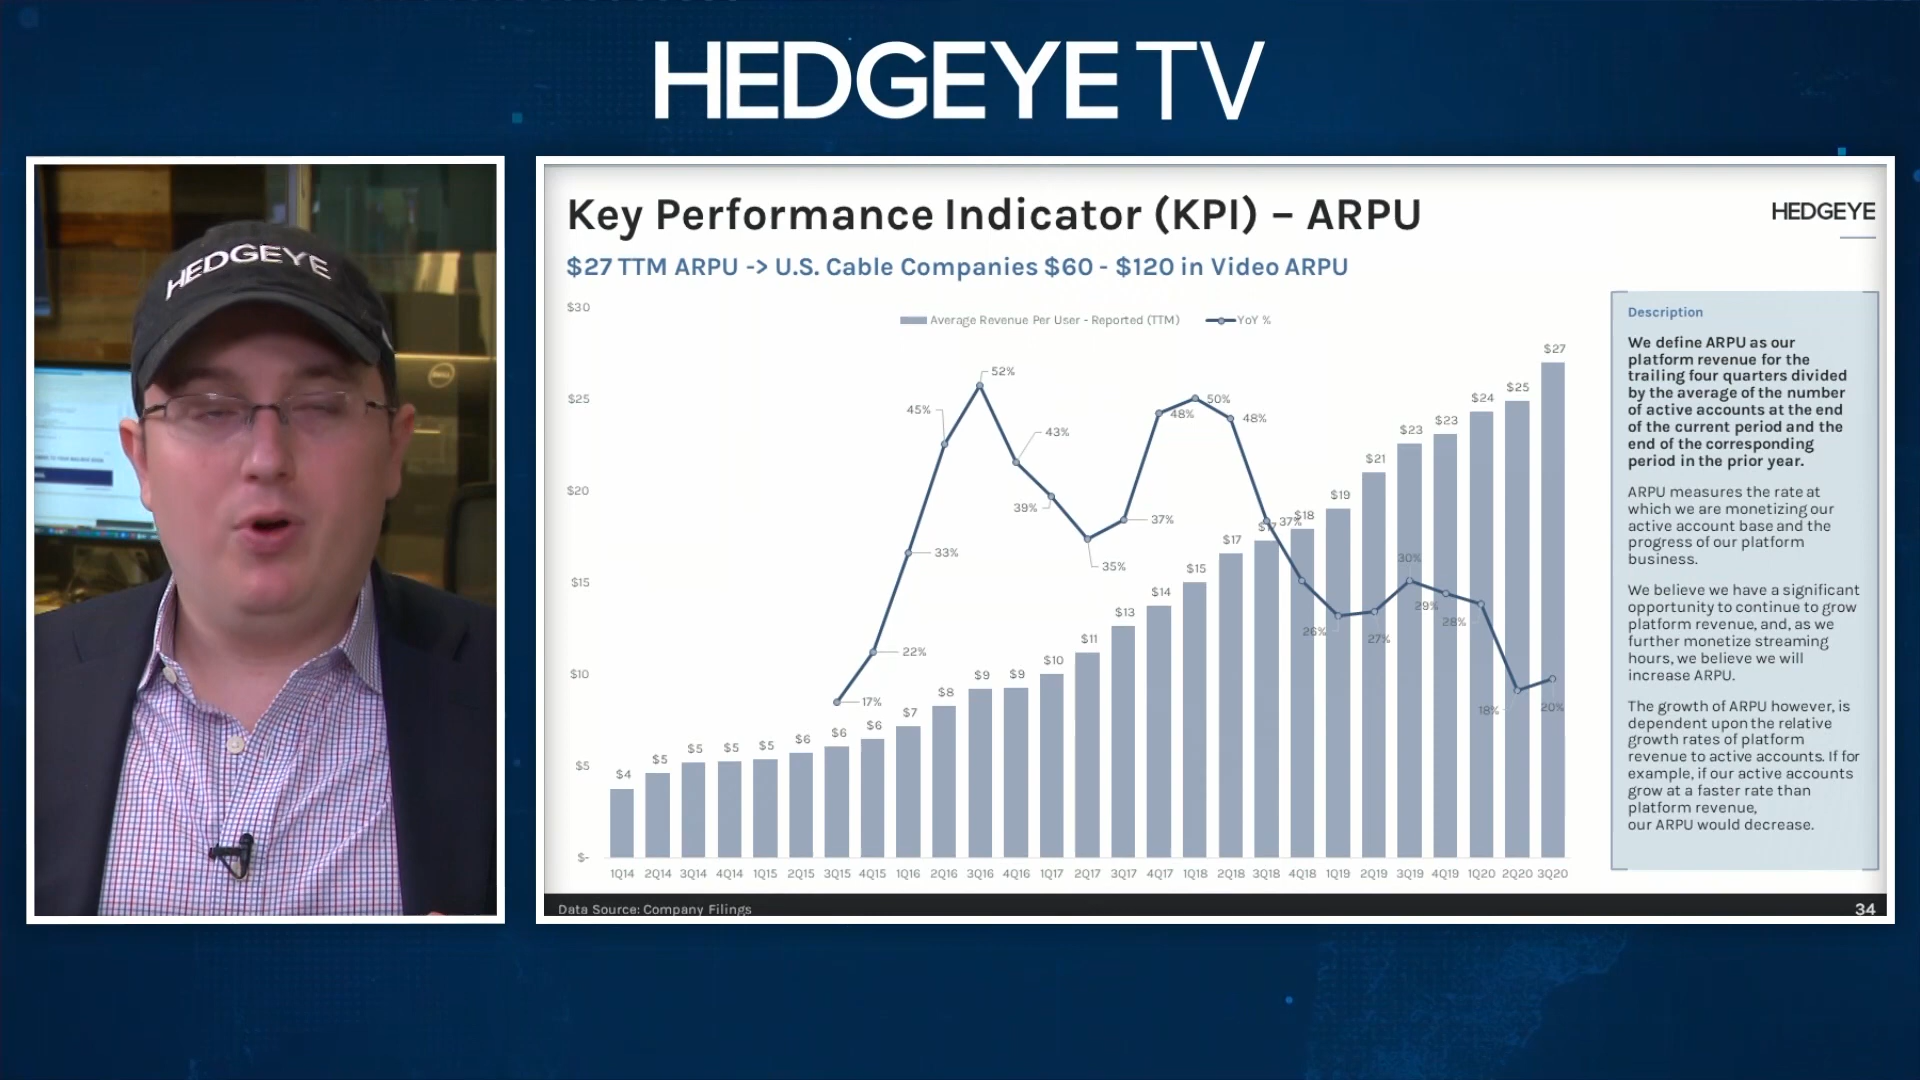 HEDGEYE TV
HEDGEYE
Key Performance Indicator (KPI) – ARPU
HEDGEYE
$27 TTM ARPU -> U.S. Cable Companies $60 - $120 in Video ARPU
Average Revenue Per User - Reported (TTM) YoY %
$30
$25
$20
$15
$10
$5
$-
$4 $5 $5 $5 $5 $6 $6 $6 $7 $8 $9 $9 $10 $11 $13 $14 $15 $17 $17 $18 $19 $21 $23 $23 $24 $25 $27
17% 22% 33% 45% 52% 43% 39% 35% 37% 48% 50% 48% 37% 26% 27% 30% 29% 28% 18% 20%
1Q14 2Q14 3Q14 4Q14 1Q15 2Q15 3Q15 4Q15 1Q16 2Q16 3Q16 4Q16 1Q17 2Q17 3Q17 4Q17 1Q18 2Q18 3Q18 4Q18 1Q19 2Q19 3Q19 4Q19 1Q20 2Q20 3Q20
Description
We define ARPU as our
platform revenue for the
trailing four quarters divided
by the average of the number
of active accounts at the end
of the current period and the
end of the corresponding
period in the prior year.
ARPU measures the rate at
which we are monetizing our
active account base and the
progress of our platform
business.
We believe we have a significant
opportunity to continue to grow
platform revenue, and, as we
further monetize streaming
hours, we believe we will
increase ARPU.
The growth of ARPU however, is
dependent upon the relative
growth rates of platform
revenue to active accounts. If for
example, if our active accounts
grow at a faster rate than
platform revenue,
our ARPU would decrease.
Data Source: Company Filings
34